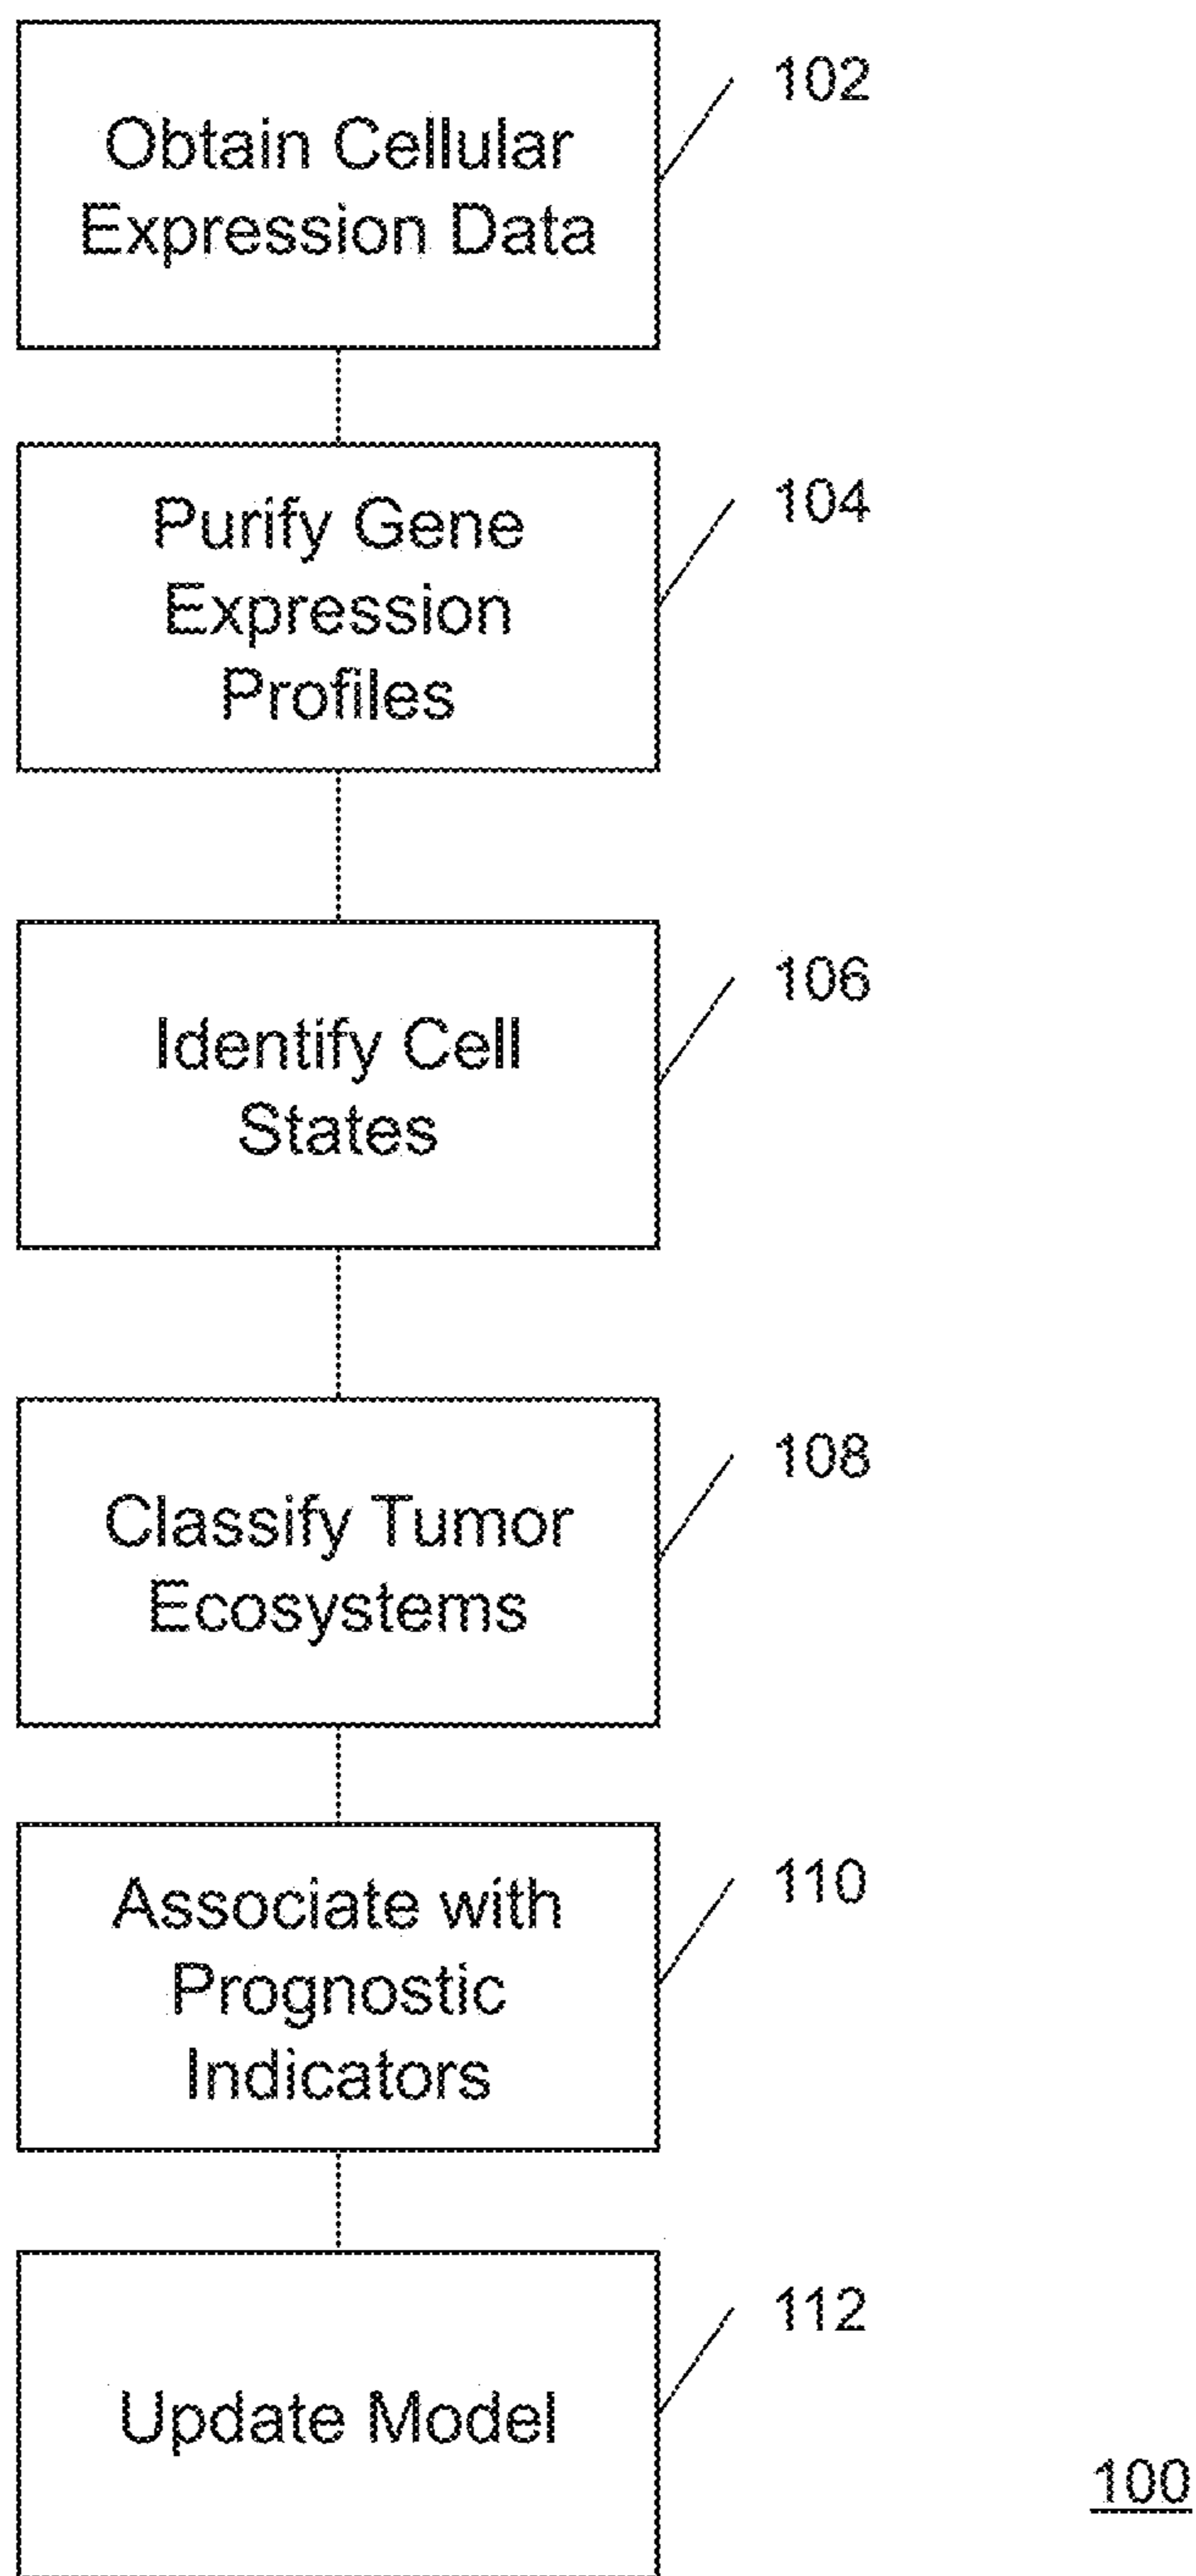 Obtain Cellular
Expression Data
102
Purify Gene
Expression
Profiles
104
Identify Cell
States
106
Classify Tumor
Ecosystems
108
Associate with
Prognostic
Indicators
110
Update Model
112
100